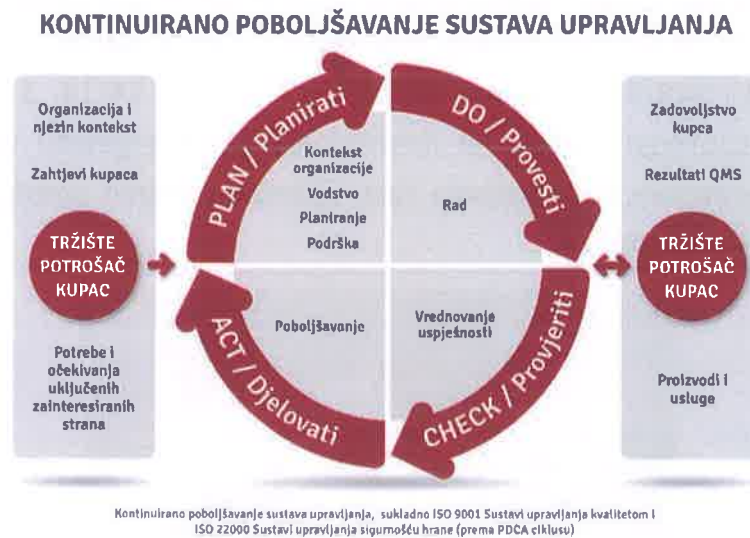 KONTINUIRANO POBOLJŠAVANJE SUSTAVA UPRAVLJANJA
Organizacija i
njezin kontekst
Zahtjevi kupaca
TRŽIŠTE
POTROŠAČ
KUPAC
Potrebe i
očekivanja
uključenih
zainteresiranih
strana
PLAN / Planirati
Kontekst
organizacije
Vodstvo
Planiranje
Podrška
DO / Provesti
Rad
ACT / Djelovati
Poboljšavanje
CHECK / Provjeriti
Vrednovanje
uspješnosti
Zadovoljstvo
kupca
Rezultati QMS
TRŽIŠTE
POTROŠAČ
KUPAC
Proizvodi i
usluge
Kontinuirano poboljšavanje sustava upravljanja, sukladno ISO 9001 Sustavi upravljanja kvalitetom i
ISO 22000 Sustavi upravljanja sigurnošću hrane (prema PDCA ciklusu)